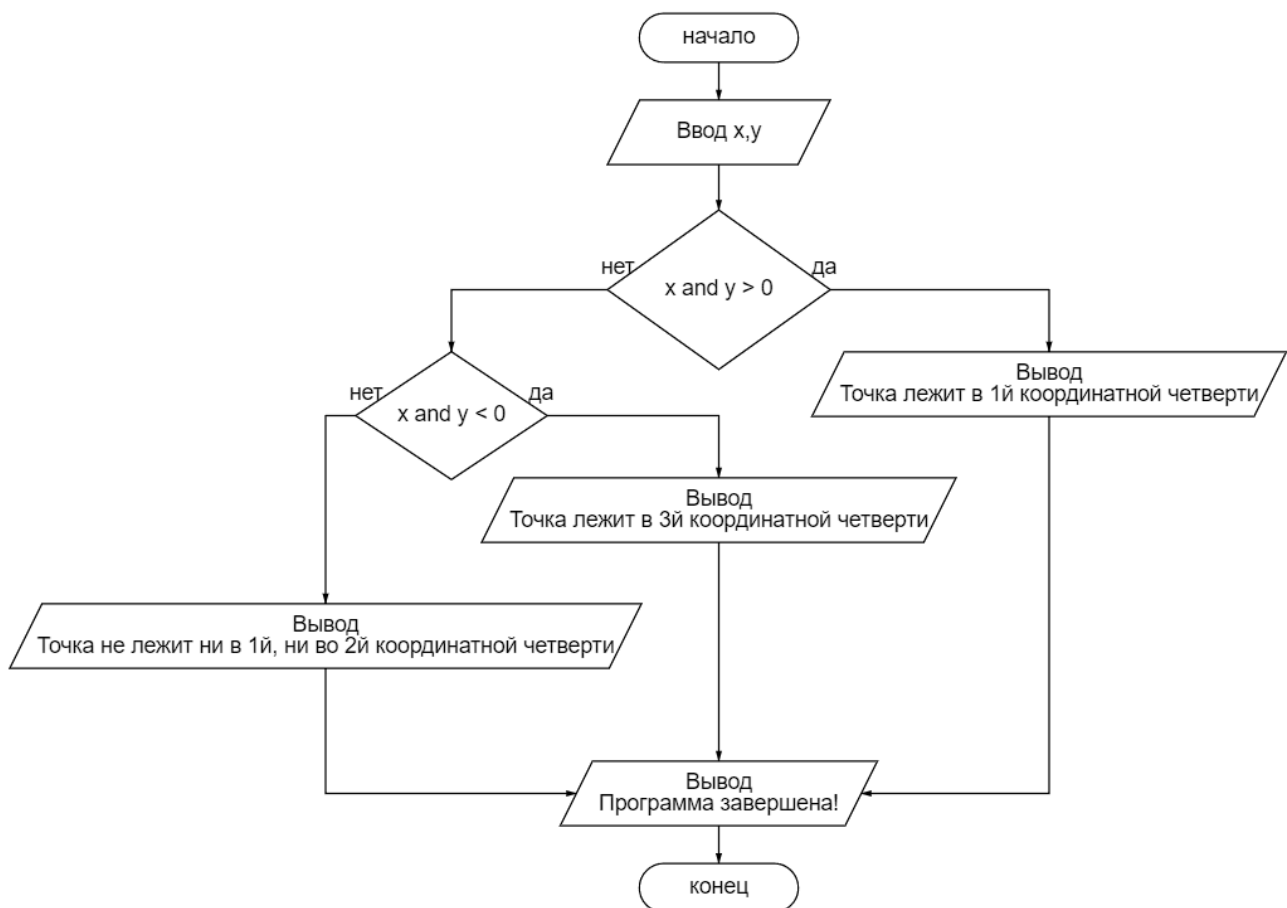 начало
Ввод x,y
нет
да
x and y > 0
нет
да
x and y < 0
Вывод
Точка лежит в 1й координатной четверти
Вывод
Точка лежит в 3й координатной четверти
Вывод
Точка не лежит ни в 1й, ни во 2й координатной четверти
Вывод
Программа завершена!
конец